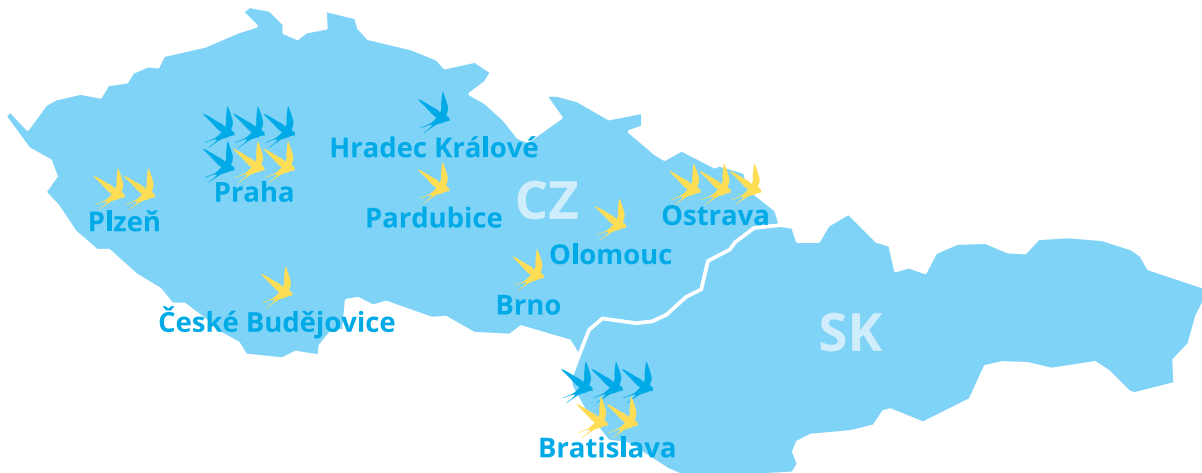 Hradec Králové
Praha
CZ
Plzeň
Pardubice
Ostrava
Olomouc
Brno
České Budějovice
SK
Bratislava